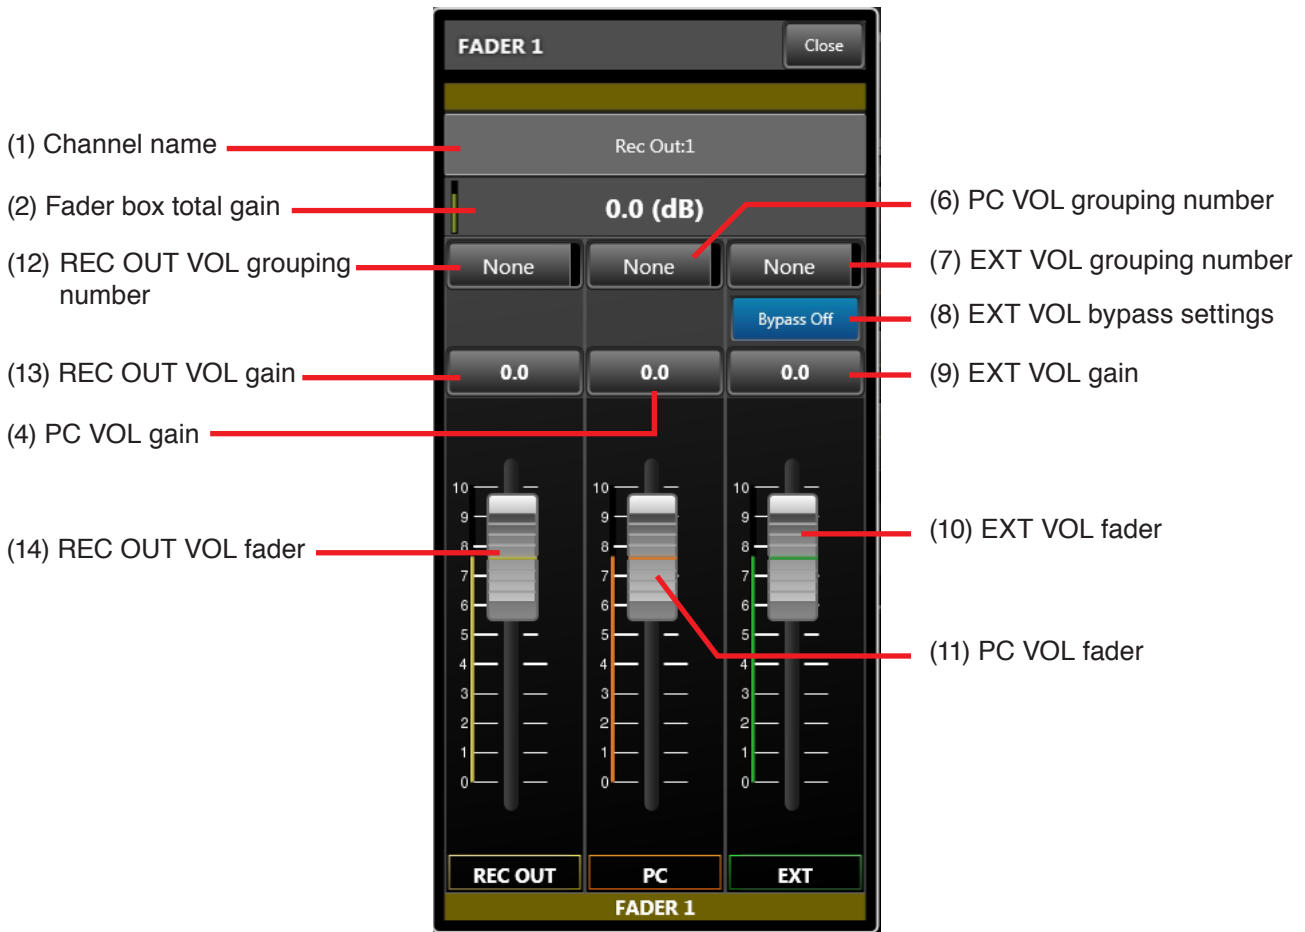 FADER 1
Close
(1) Channel name
Rec Out:1
(2) Fader box total gain
0.0 (dB)
(6) PC VOL grouping number
(12) REC OUT VOL grouping
number
None
None
None
(7) EXT VOL grouping number
Bypass Off
(8) EXT VOL bypass settings
(13) REC OUT VOL gain
0.0
0.0
0.0
(9) EXT VOL gain
(4) PC VOL gain
10
9
8
7
6
5
4
3
2
1
0
10
9
8
7
6
5
4
3
2
1
0
10
9
8
7
6
5
4
3
2
1
0
(14) REC OUT VOL fader
(10) EXT VOL fader
(11) PC VOL fader
REC OUT
PC
EXT
FADER 1